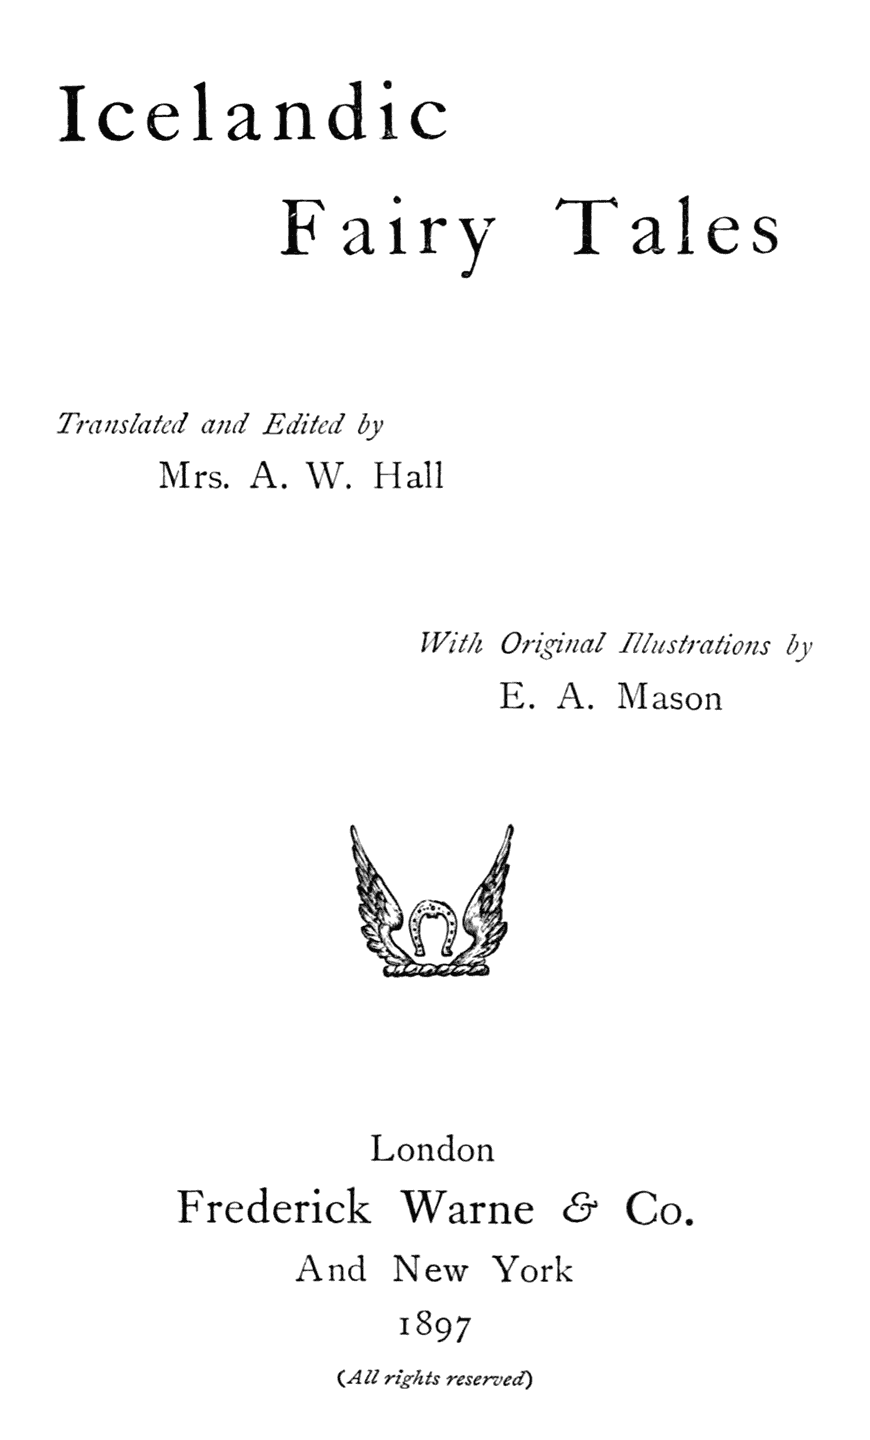 Icelandic
Fairy Tales
Translated and Edited by
Mrs. A. W. Hall
With Original Illustrations by
E. A. Mason
London
Frederick Warne & Co.
And New York
1897
(All rights reserved)